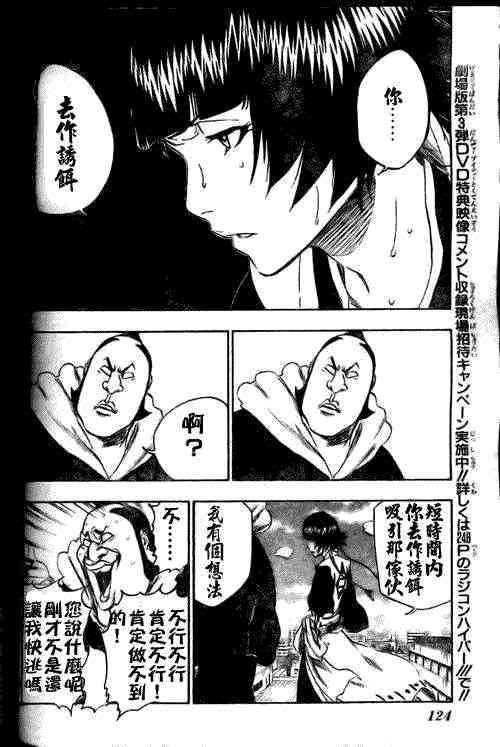 你…
去作誘餌
啊？
短時間內
你去作誘餌
吸引那傢伙
我有個想法
不……
不行不行
肯定不行!
肯定做不到
的!
您說什麼呢
剛才不是還
讓我快逃嗎
劇場版第3弾DVD特典映像コメント収録現場招待キャンペーン実施中!!詳しくは248Pのラジコンハイパー!!!で!!
124